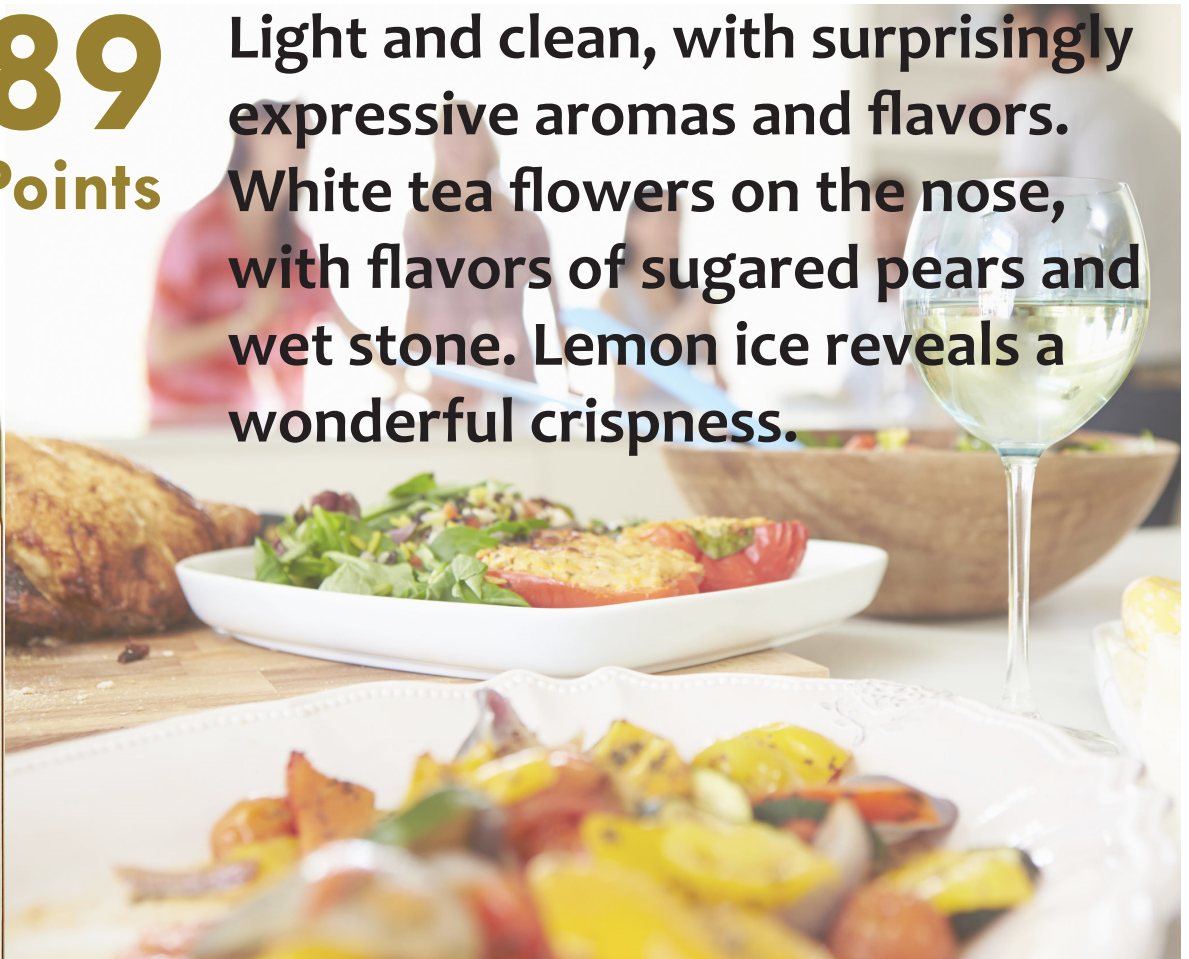 89
Points
Light and clean, with surprisingly
expressive aromas and flavors.
White tea flowers on the nose,
with flavors of sugared pears and
wet stone. Lemon ice reveals a
wonderful crispness.